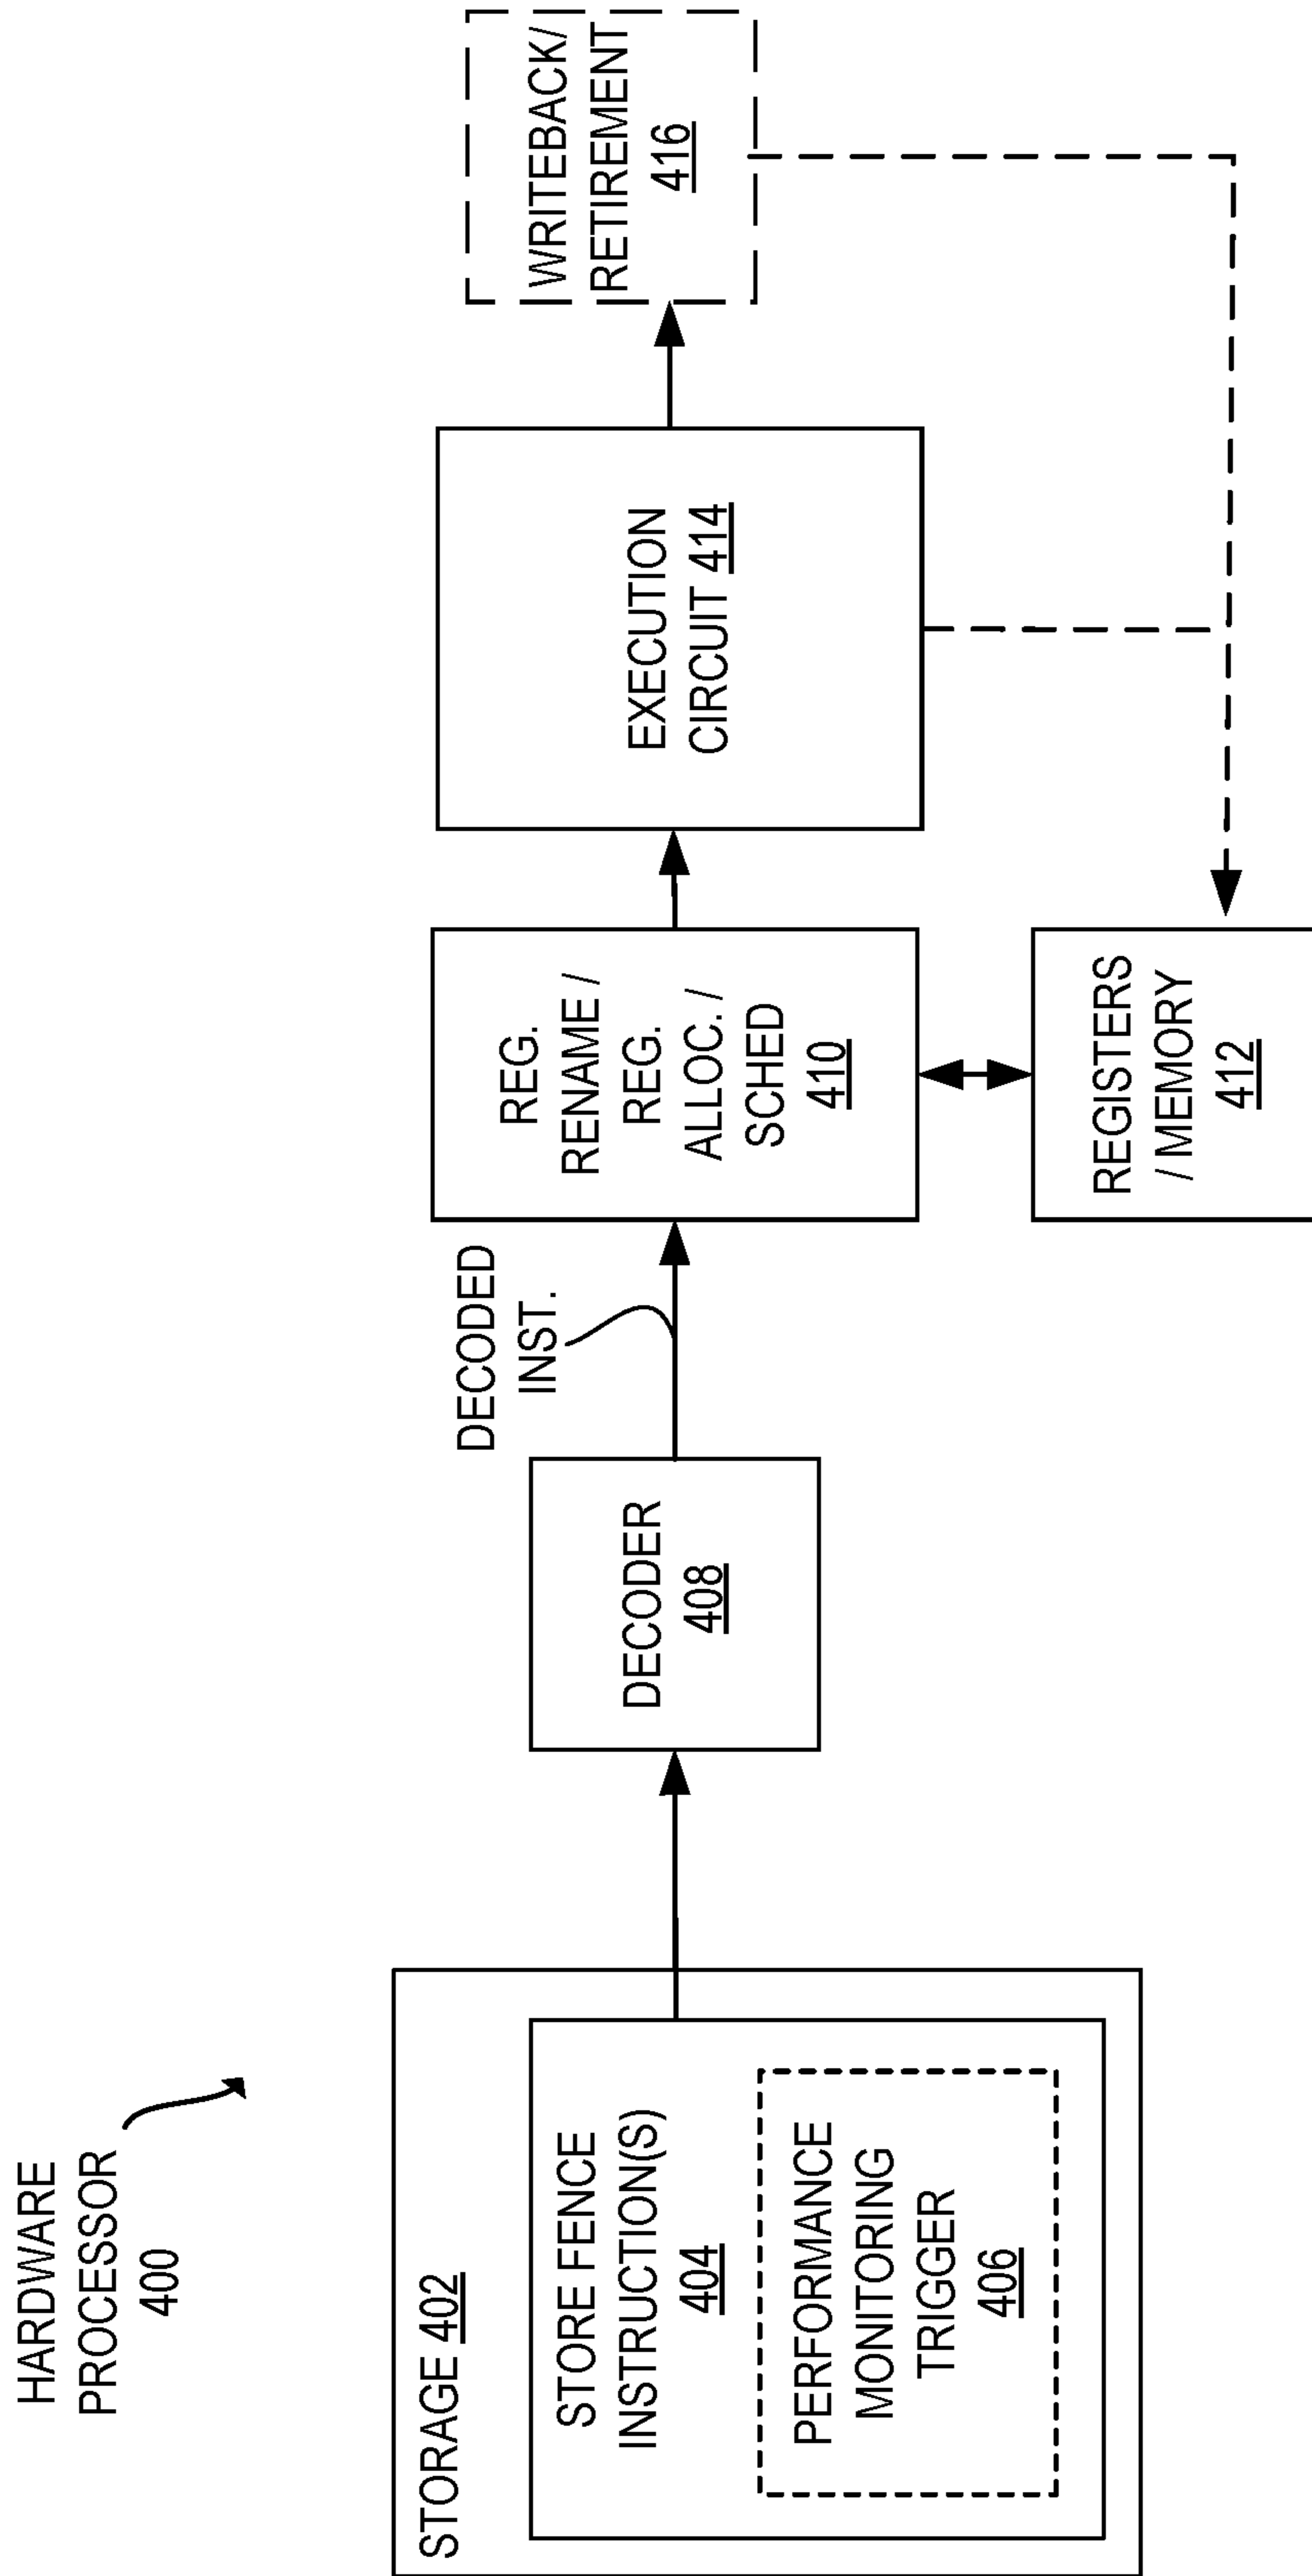 HARDWARE
PROCESSOR
400
STORAGE 402
STORE FENCE
INSTRUCTION(S)
404
PERFORMANCE
MONITORING
TRIGGER
406
DECODER
408
DECODED
INST.
REG.
RENAME /
REG.
ALLOC. /
SCHED
410
REGISTERS
/ MEMORY
412
EXECUTION
CIRCUIT 414
WRITEBACK/
RETIREMENT
416